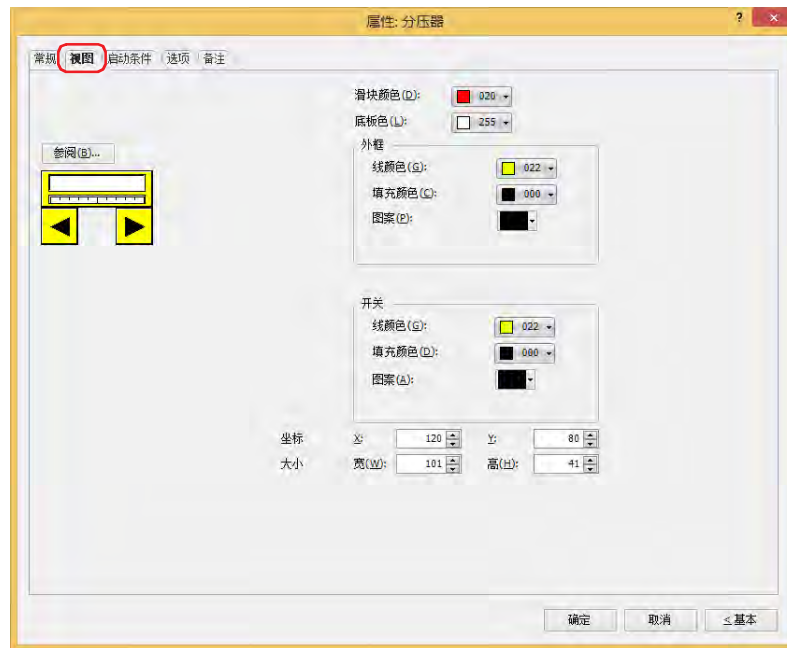 属性: 分压器
?
×
常规 视图 启动条件 选项 备注
滑块颜色(D): 020
底板色(L): 255
参阅(B)...
外框
线颜色(G): 022
填充颜色(C): 000
图案(P):
开关
线颜色(G): 022
填充颜色(D): 000
图案(A):
坐标 X: 120 Y: 80
大小 宽(W): 101 高(H): 41
确定 取消 ≤基本